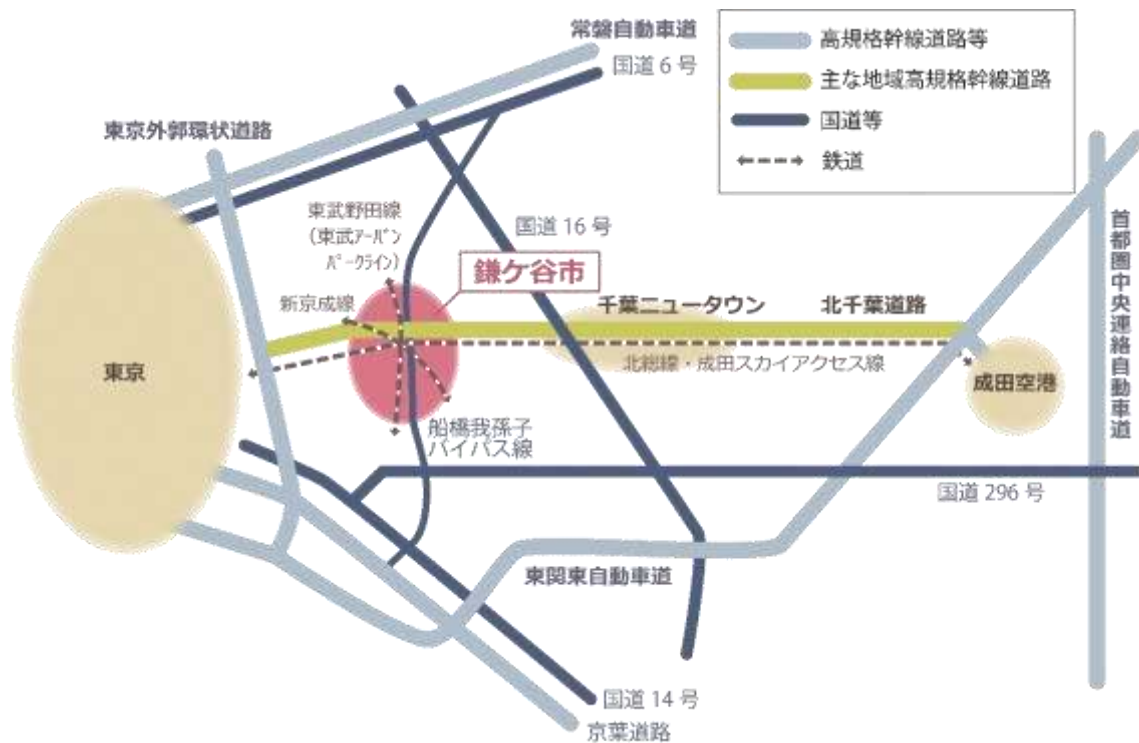 常磐自動車道
国道 6 号
高規格幹線道路等
主な地域高規格幹線道路
国道等
鉄道
東京外郭環状道路
東武野田線
（東武アーバン
パークライン）
国道 16 号
首都圏中央連絡自動車道
鎌ケ谷市
新京成線
千葉ニュータウン
北千葉道路
東京
北総線・成田スカイアクセス線
成田空港
船橋我孫子
バイパス線
国道 296 号
東関東自動車道
国道 14 号
京葉道路